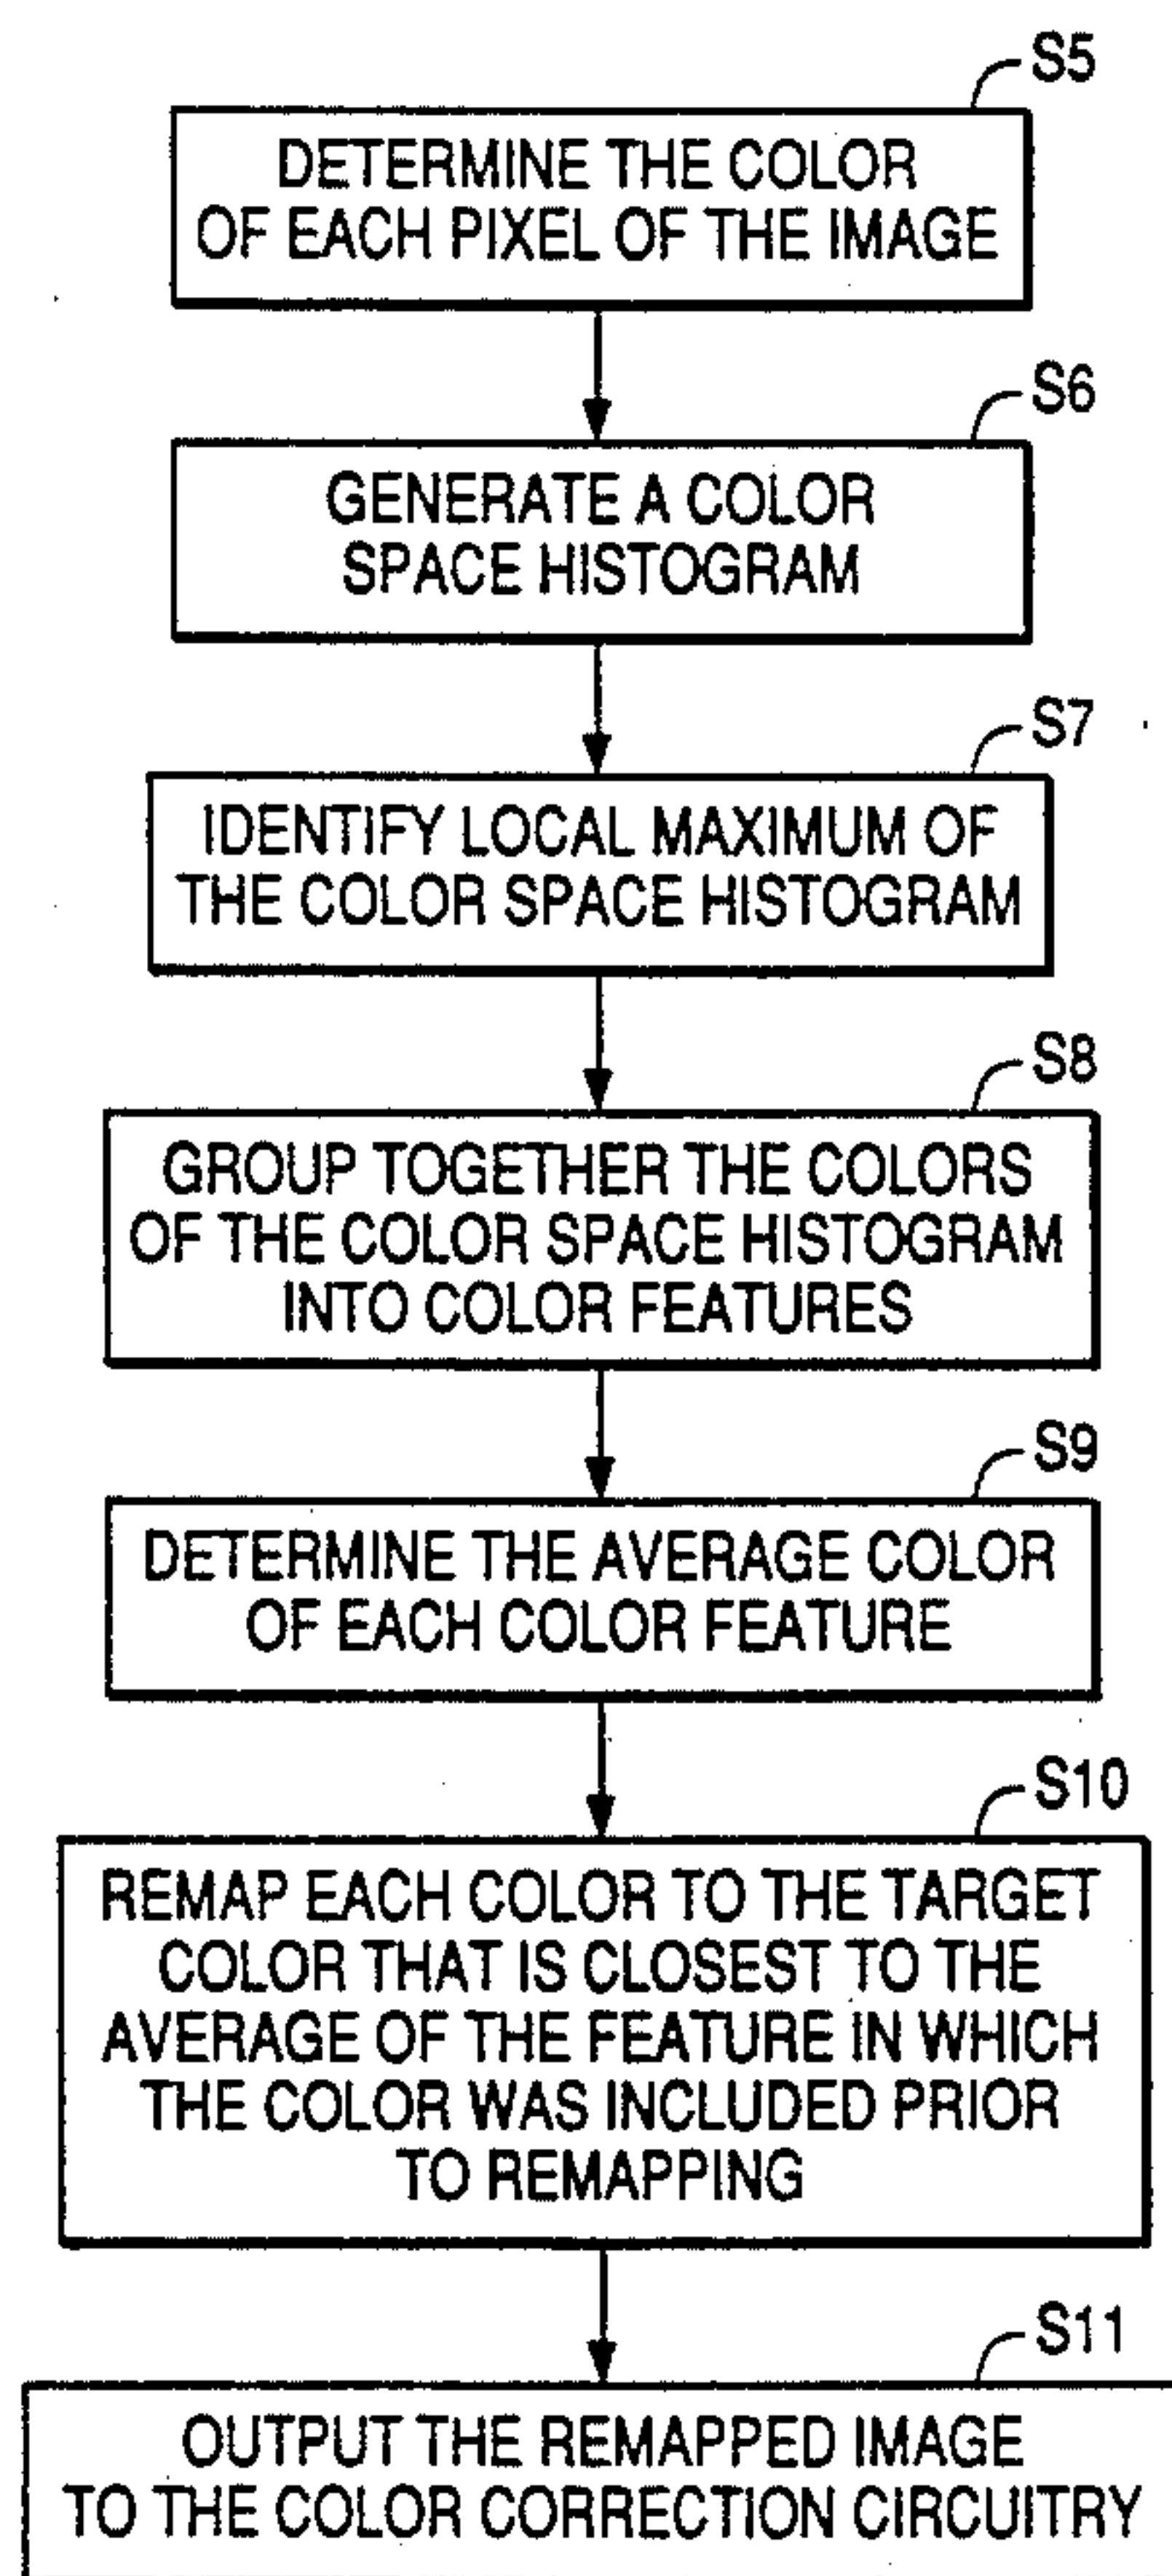 S5
DETERMINE THE COLOR
OF EACH PIXEL OF THE IMAGE
S6
GENERATE A COLOR
SPACE HISTOGRAM
S7
IDENTIFY LOCAL MAXIMUM OF
THE COLOR SPACE HISTOGRAM
S8
GROUP TOGETHER THE COLORS
OF THE COLOR SPACE HISTOGRAM
INTO COLOR FEATURES
S9
DETERMINE THE AVERAGE COLOR
OF EACH COLOR FEATURE
S10
REMAP EACH COLOR TO THE TARGET
COLOR THAT IS CLOSEST TO THE
AVERAGE OF THE FEATURE IN WHICH
THE COLOR WAS INCLUDED PRIOR
TO REMAPPING
S11
OUTPUT THE REMAPPED IMAGE
TO THE COLOR CORRECTION CIRCUITRY